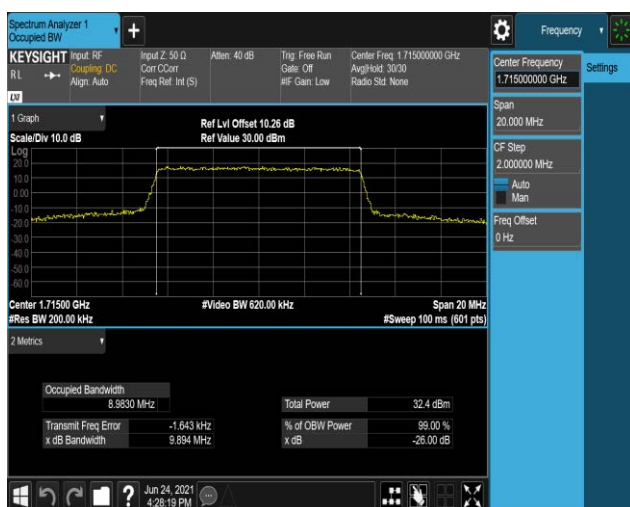 Spectrum Analyzer 1
Occupied BW
+
Frequency
KEYSIGHT
RL
LXI
Input: RF
Coupling: DC
Align: Auto
Input Z: 50 Ω
Corr CCorr
Freq Ref: Int (S)
Atten: 40 dB
Trig: Free Run
Gate: Off
#IF Gain: Low
Center Freq: 1.715000000 GHz
Avg|Hold: 30/30
Radio Std: None
1 Graph
Scale/Div 10.0 dB
Ref Lvl Offset 10.26 dB
Ref Value 30.00 dBm
Log
20.0
10.0
0.00
-10.0
-20.0
-30.0
-40.0
-50.0
-60.0
Center 1.71500 GHz
#Video BW 620.00 kHz
Span 20 MHz
#Res BW 200.00 kHz
#Sweep 100 ms (601 pts)
2 Metrics
Occupied Bandwidth
8.9830 MHz
Total Power 32.4 dBm
Transmit Freq Error -1.643 kHz
% of OBW Power 99.00 %
x dB Bandwidth 9.894 MHz
x dB -26.00 dB
?
Jun 24, 2021
4:28:19 PM
Center Frequency
1.715000000 GHz
Settings
Span
20.000 MHz
CF Step
2.000000 MHz
Auto
Man
Freq Offset
0 Hz